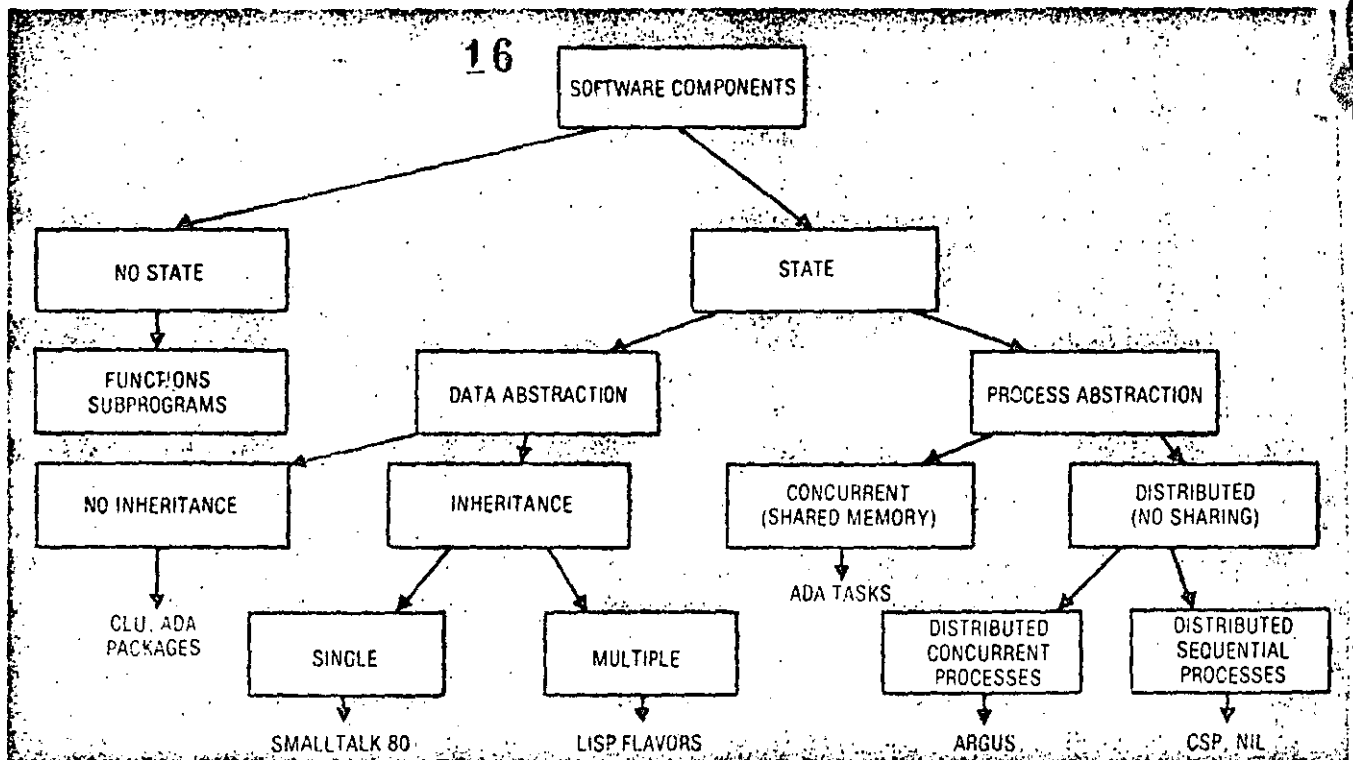 16
SOFTWARE COMPONENTS
NO STATE
STATE
FUNCTIONS
SUBPROGRAMS
DATA ABSTRACTION
PROCESS ABSTRACTION
NO INHERITANCE
INHERITANCE
CONCURRENT
(SHARED MEMORY)
DISTRIBUTED
(NO SHARING)
CLU, ADA
PACKAGES
SINGLE
MULTIPLE
ADA TASKS
DISTRIBUTED
CONCURRENT
PROCESSES
DISTRIBUTED
SEQUENTIAL
PROCESSES
SMALLTALK 80
LISP FLAVORS
ARGUS
CSP, NIL